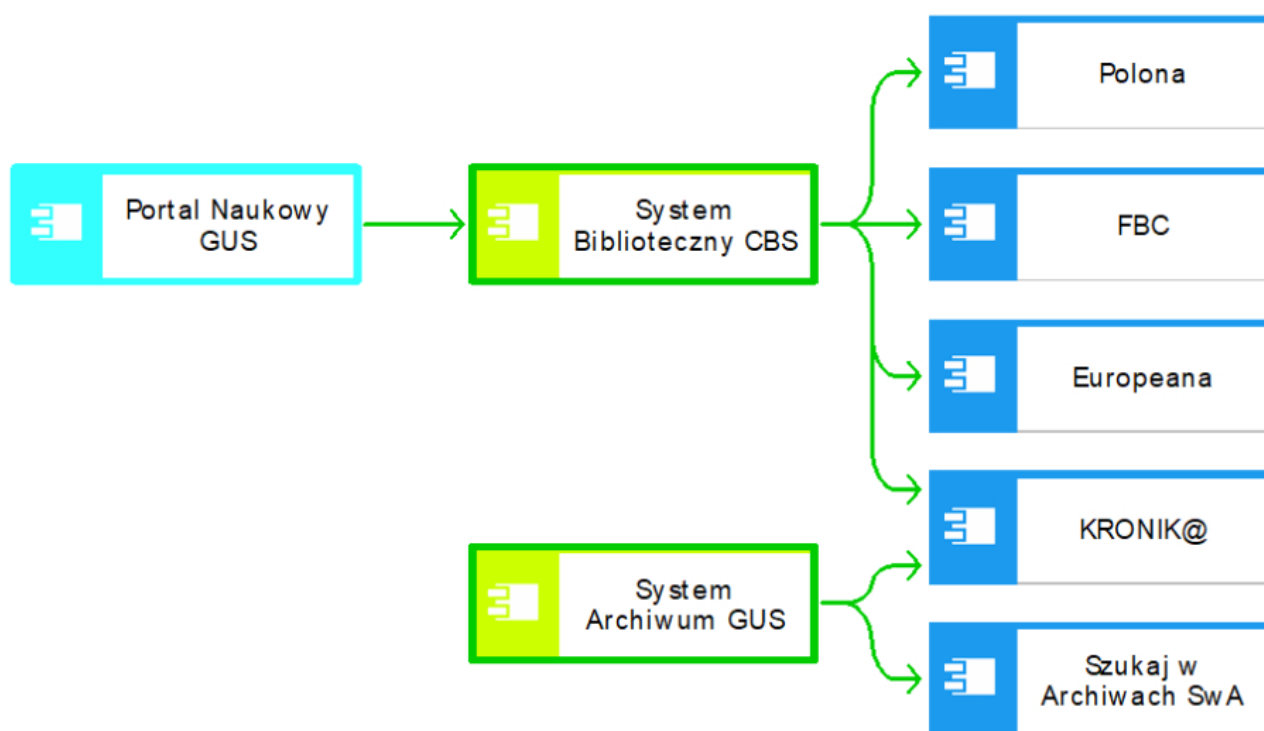 Polona
Portal Naukowy
GUS
System
Biblioteczny CBS
FBC
Europeana
KRONIK@
System
Archiwum GUS
Szukaj w
Archiwach SwA